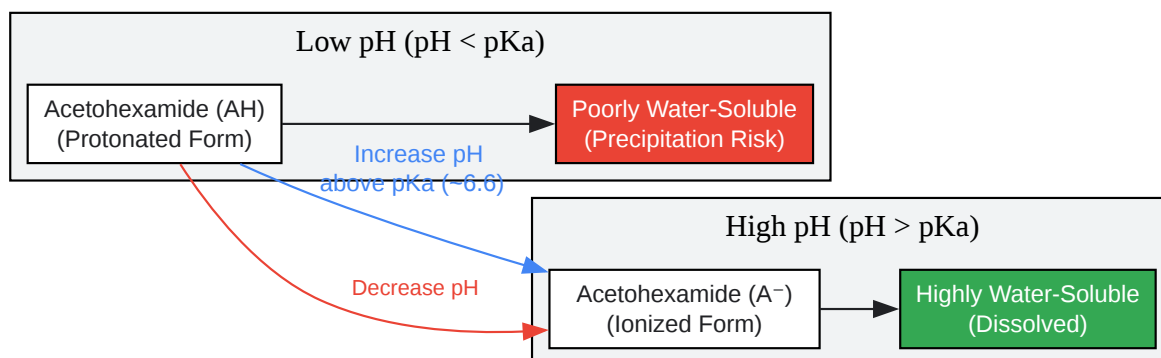 Low pH (pH < pKa)
Acetohexamide (AH)
(Protonated Form)
Poorly Water-Soluble
(Precipitation Risk)
Increase pH
above pKa (~6.6)
High pH (pH > pKa)
Decrease pH
Acetohexamide (A⁻)
(Ionized Form)
Highly Water-Soluble
(Dissolved)